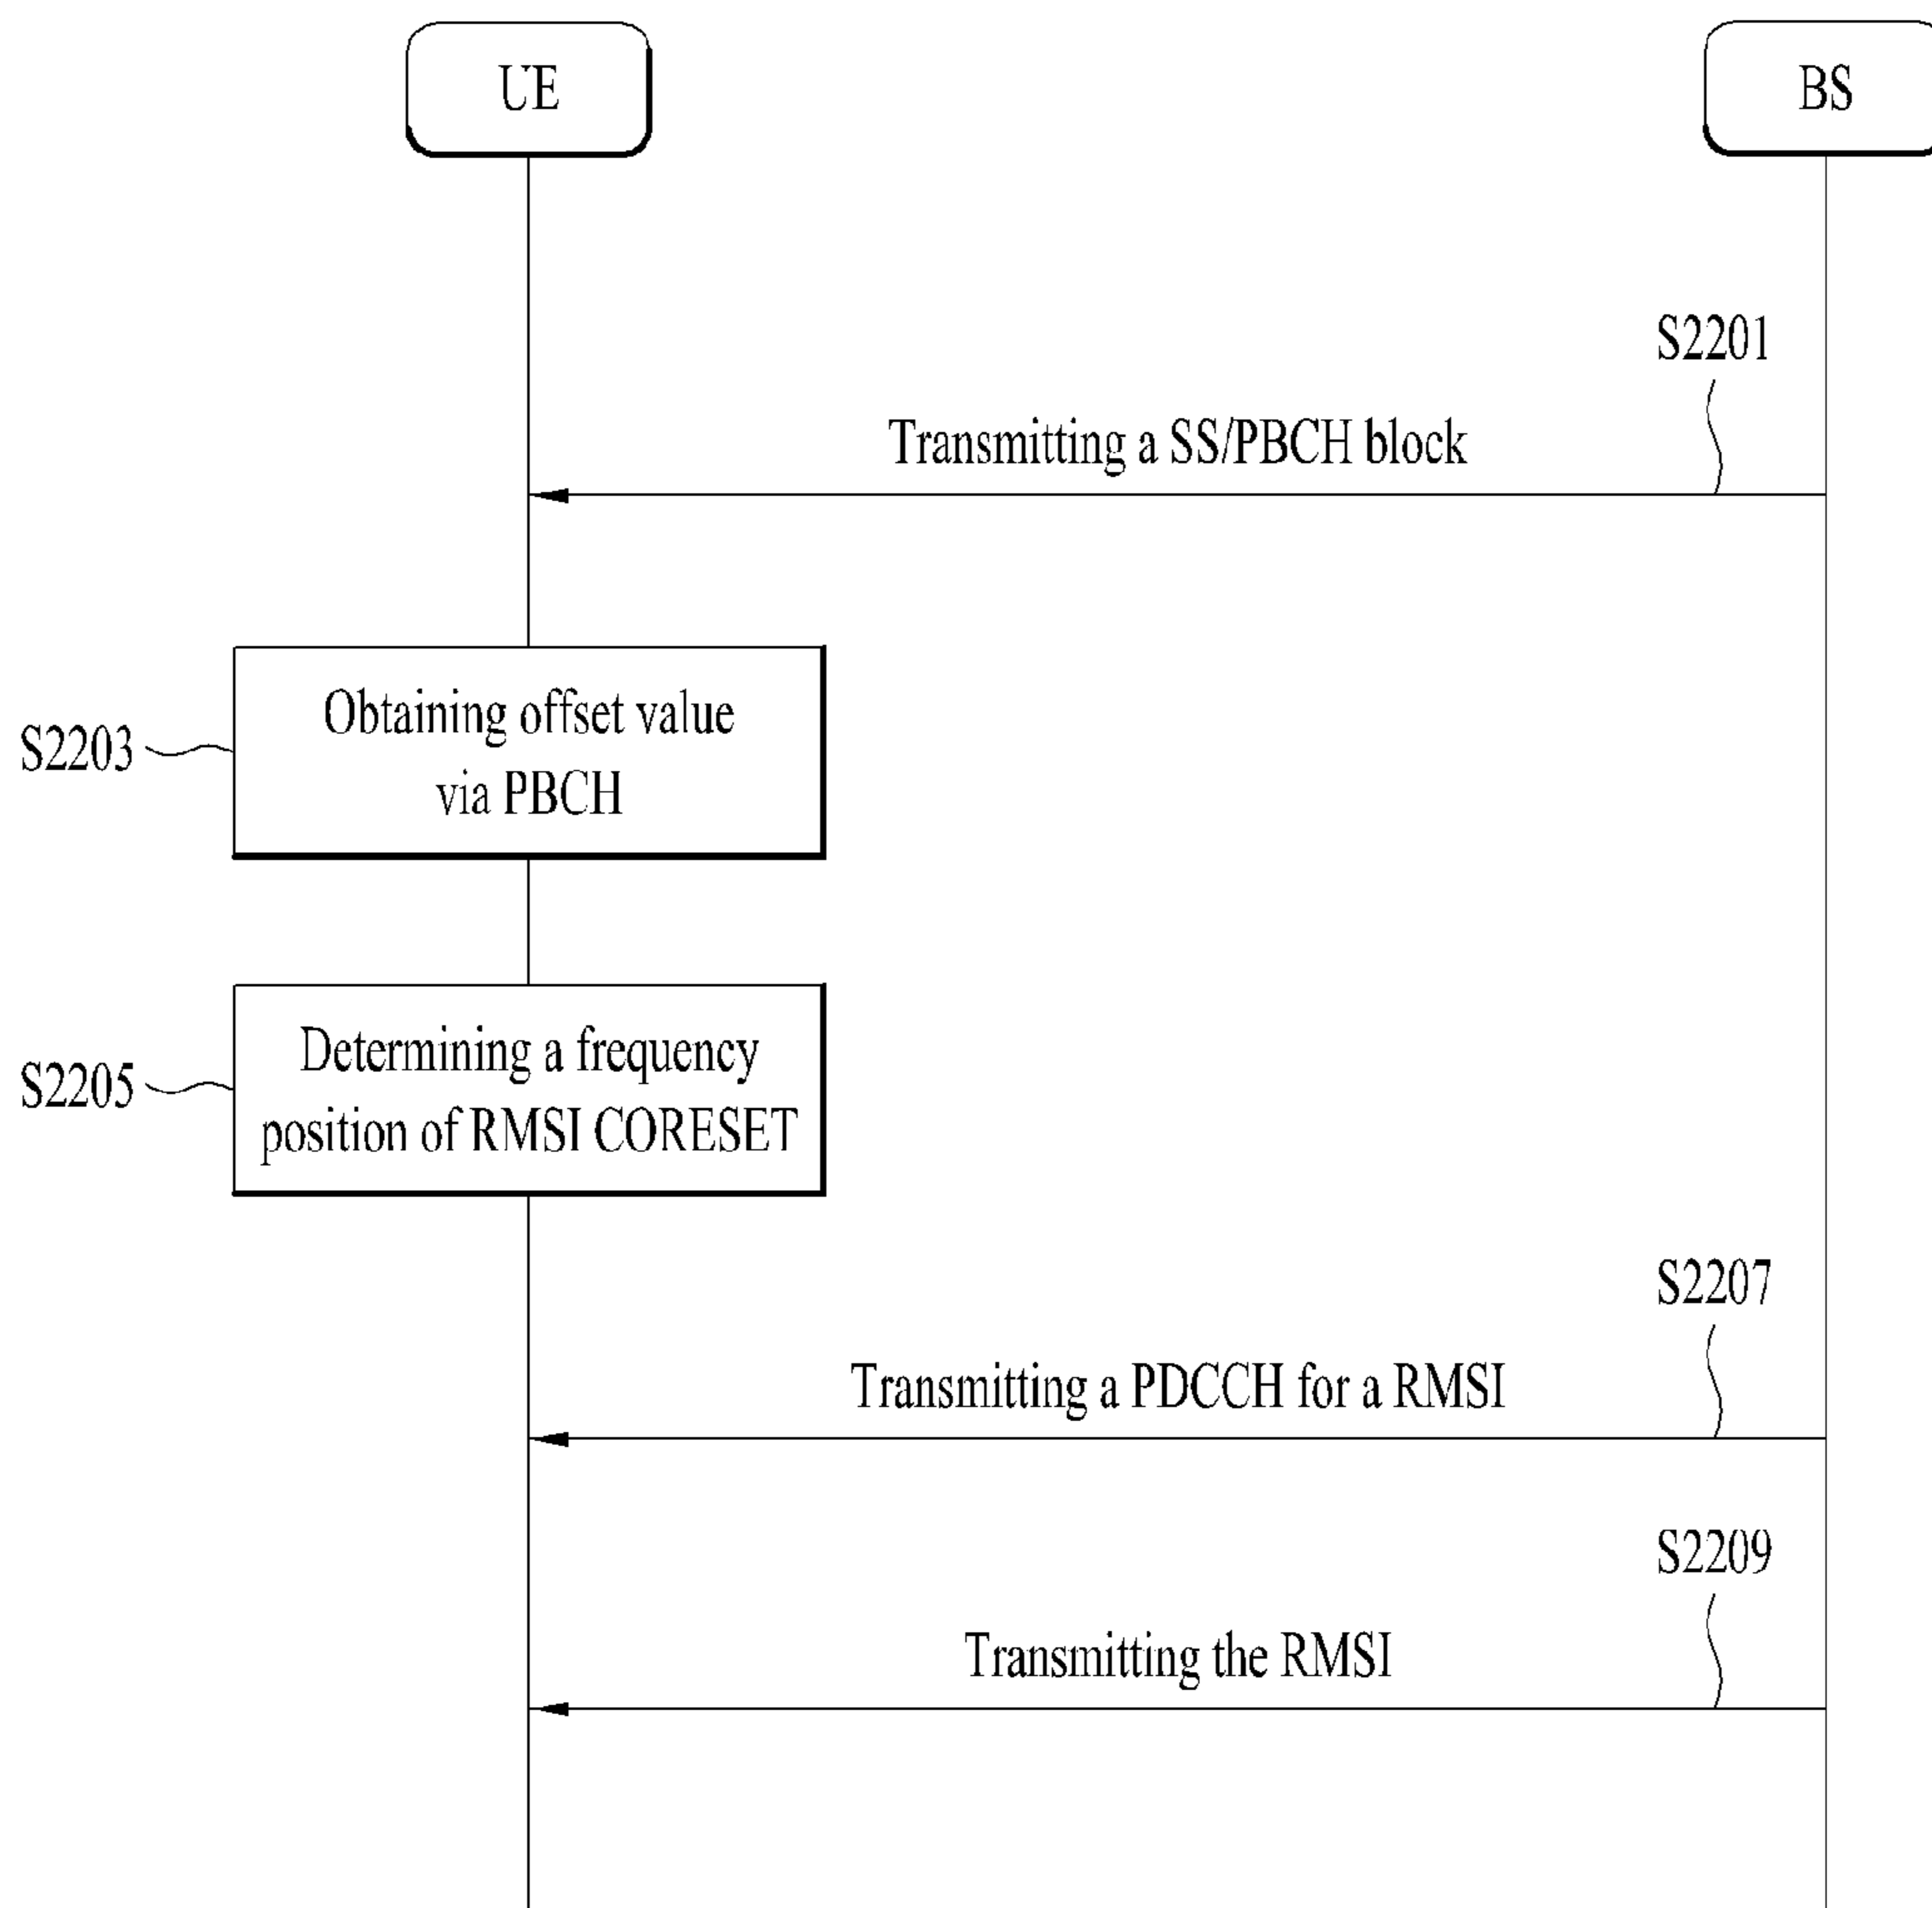 UE
BS
S2201
Transmitting a SS/PBCH block
Obtaining offset value
via PBCH
S2203
Determining a frequency
position of RMSI CORESET
S2205
S2207
Transmitting a PDCCH for a RMSI
S2209
Transmitting the RMSI